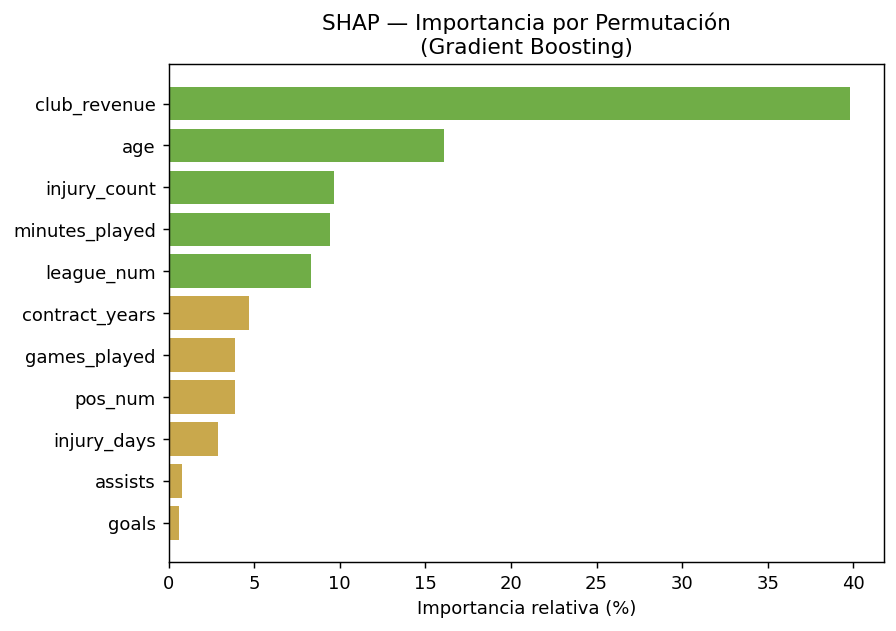 SHAP — Importancia por Permutación
(Gradient Boosting)
club_revenue
age
injury_count
minutes_played
league_num
contract_years
games_played
pos_num
injury_days
assists
goals
0 5 10 15 20 25 30 35 40
Importancia relativa (%)